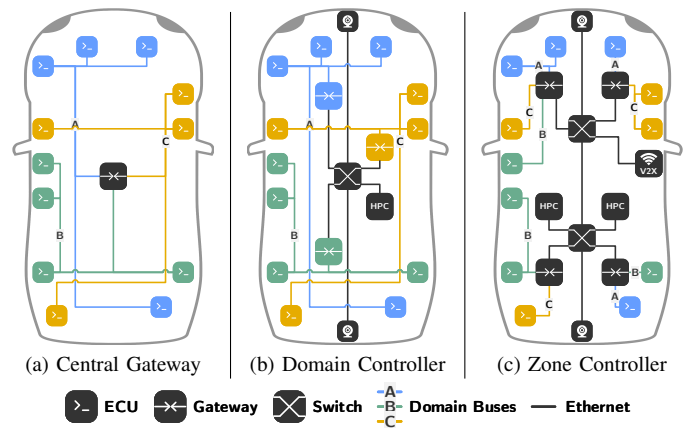 A
C
B
(a) Central Gateway
A
C
HPC
B
(b) Domain Controller
A
A
C
C
B
V2X
HPC
HPC
B
B
A
C
(c) Zone Controller
>_ ECU
Gateway
Switch
A
B
C
Domain Buses
Ethernet